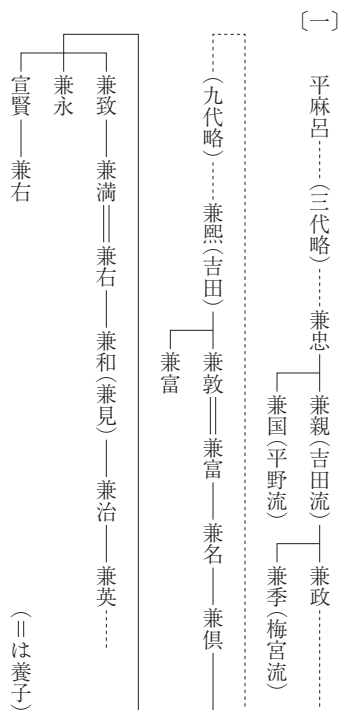 〔一〕
平麻呂
（三代略）
兼忠
兼親（吉田流）
兼政
兼国（平野流）
兼季（梅宮流）
（九代略）
兼熙（吉田）
兼敦
兼富
兼名
兼倶
兼富
兼致
兼満
兼右
兼和（兼見）
兼治
兼英
兼永
宣賢
兼右
（＝は養子）